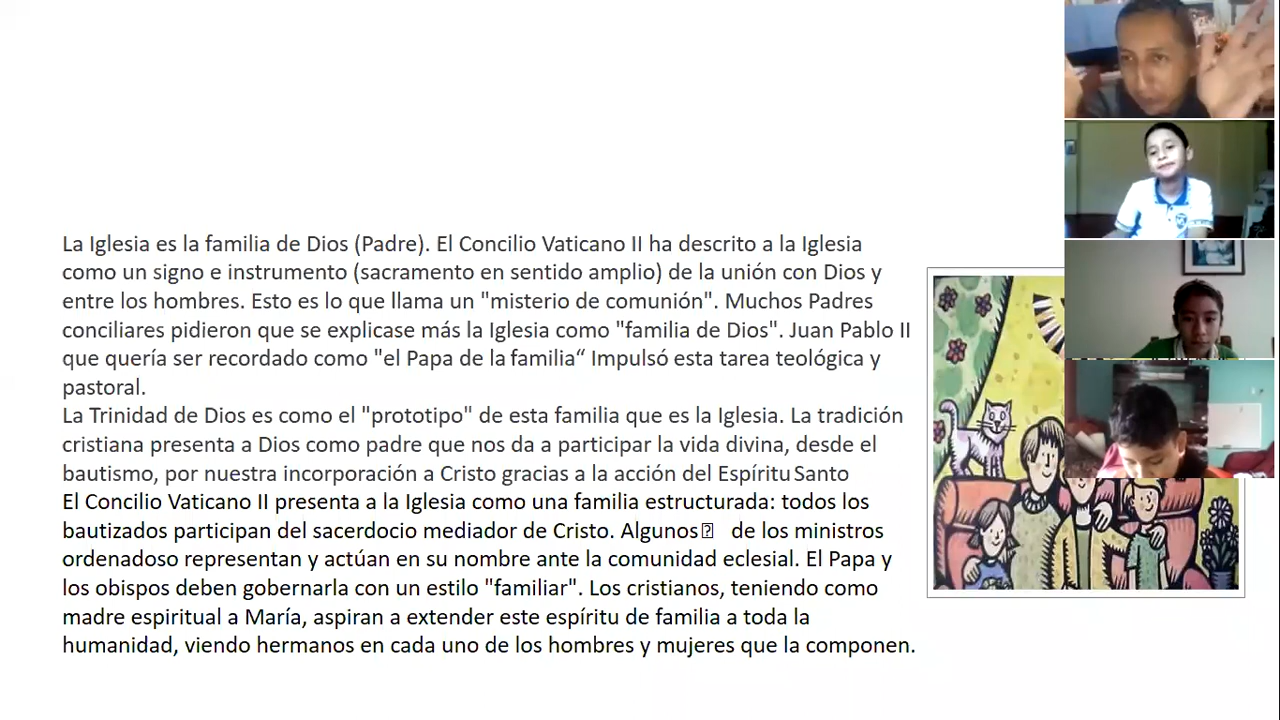 La Iglesia es la familia de Dios (Padre). El Concilio Vaticano II ha descrito a la Iglesia
como un signo e instrumento (sacramento en sentido amplio) de la unión con Dios y
entre los hombres. Esto es lo que llama un "misterio de comunión". Muchos Padres
conciliares pidieron que se explicase más la Iglesia como "familia de Dios". Juan Pablo II
que quería ser recordado como "el Papa de la familia“ Impulsó esta tarea teológica y
pastoral.
La Trinidad de Dios es como el "prototipo" de esta familia que es la Iglesia. La tradición
cristiana presenta a Dios como padre que nos da a participar la vida divina, desde el
bautismo, por nuestra incorporación a Cristo gracias a la acción del Espíritu Santo
El Concilio Vaticano II presenta a la Iglesia como una familia estructurada: todos los
bautizados participan del sacerdocio mediador de Cristo. Algunos de los ministros
ordenadoso representan y actúan en su nombre ante la comunidad eclesial. El Papa y
los obispos deben gobernarla con un estilo "familiar". Los cristianos, teniendo como
madre espiritual a María, aspiran a extender este espíritu de familia a toda la
humanidad, viendo hermanos en cada uno de los hombres y mujeres que la componen.